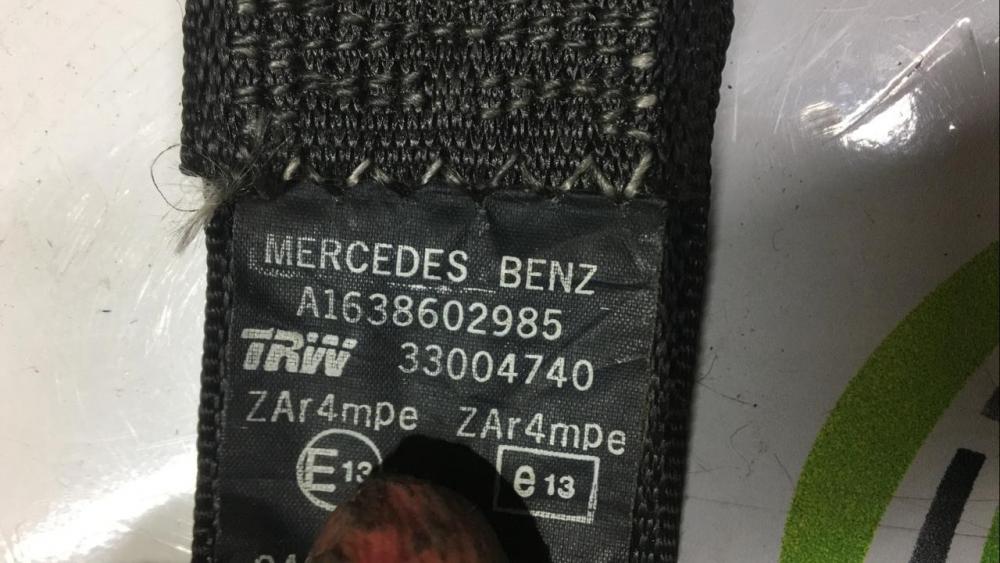 MERCEDES BENZ
A1638602985
TRW 33004740
ZAr4mpe ZAr4mpe
E13 e13